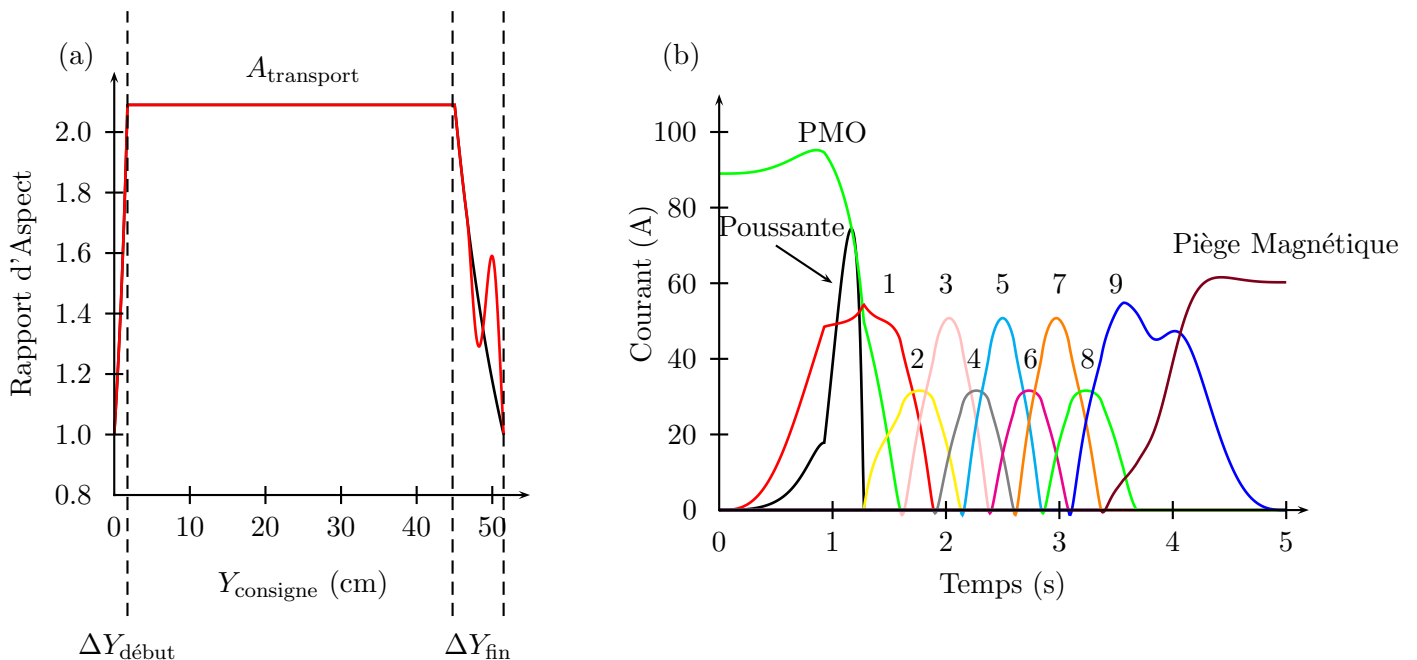 (a)
A_transport
Rapport d'Aspect
2.0
1.8
1.6
1.4
1.2
1.0
0.8
0 10 20 30 40 50
Y_consigne (cm)
ΔY_début ΔY_fin
(b)
Courant (A)
100
80
60
40
20
0
PMO
Poussante
Piège Magnétique
1 3 5 7 9
2 4 6 8
0 1 2 3 4 5
Temps (s)